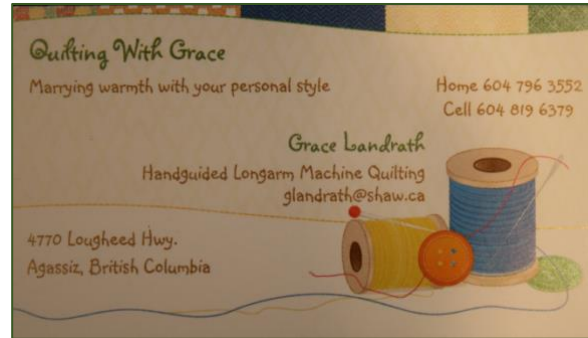 Quilting With Grace
Marrying warmth with your personal style
Home 604 796 3552
Cell 604 819 6379
Grace Landrath
Handguided Longarm Machine Quilting
glandrath@shaw.ca
4770 Lougheed Hwy.
Agassiz, British Columbia